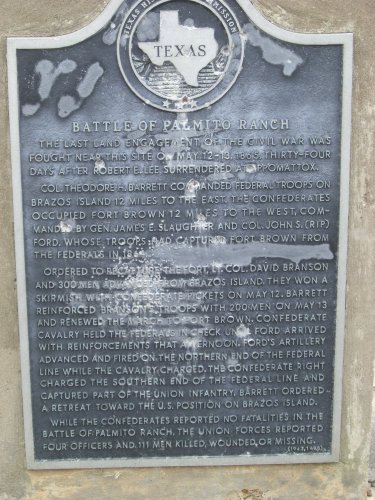 TEXAS HISTORICAL COMMISSION
TEXAS
BATTLE OF PALMITO RANCH
THE LAST LAND ENGAGEMENT OF THE CIVIL WAR WAS
FOUGHT NEAR THIS SITE ON MAY 12-13, 1865, THIRTY-FOUR
DAYS AFTER ROBERT E. LEE SURRENDERED AT APPOMATTOX.
COL. THEODORE H. BARRETT COMMANDED FEDERAL TROOPS ON
BRAZOS ISLAND 12 MILES TO THE EAST. THE CONFEDERATES
OCCUPIED FORT BROWN 12 MILES TO THE WEST, COM-
MANDED BY GEN. JAMES E. SLAUGHTER AND COL. JOHN S. (RIP)
FORD, WHOSE TROOPS HAD CAPTURED FORT BROWN FROM
THE FEDERALS IN 1864.
ORDERED TO RECAPTURE THE FORT, LT. COL. DAVID BRANSON
AND 300 MEN ADVANCED FROM BRAZOS ISLAND. THEY WON A
SKIRMISH WITH CONFEDERATE PICKETS ON MAY 12. BARRETT
REINFORCED BRANSON'S TROOPS WITH 200 MEN ON MAY 13
AND RENEWED THE MARCH TO FORT BROWN. CONFEDERATE
CAVALRY HELD THE FEDERALS IN CHECK UNTIL FORD ARRIVED
WITH REINFORCEMENTS THAT AFTERNOON. FORD'S ARTILLERY
ADVANCED AND FIRED ON THE NORTHERN END OF THE FEDERAL
LINE WHILE THE CAVALRY CHARGED. THE CONFEDERATE RIGHT
CHARGED THE SOUTHERN END OF THE FEDERAL LINE AND
CAPTURED PART OF THE UNION INFANTRY. BARRETT ORDERED
A RETREAT TOWARD THE U.S. POSITION ON BRAZOS ISLAND.
WHILE THE CONFEDERATES REPORTED NO FATALITIES IN THE
BATTLE OF PALMITO RANCH, THE UNION FORCES REPORTED
FOUR OFFICERS AND 111 MEN KILLED, WOUNDED OR MISSING.